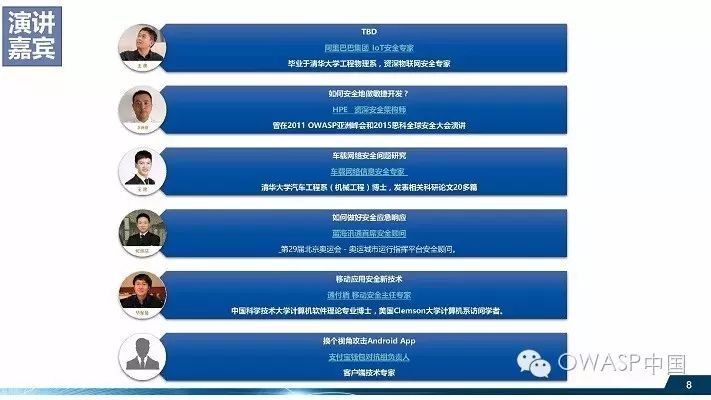 演讲
嘉宾
TBD
阿里巴巴集团 IoT安全专家
毕业于清华大学工程物理系，资深物联网安全专家
如何安全地做敏捷开发？
HPE 资深安全架构师
曾在2011 OWASP亚洲峰会和2015思科全球安全大会演讲
车载网络安全问题研究
车载网络信息安全专家
清华大学汽车工程系（机械工程）博士，发表相关科研论文20多篇
如何做好安全应急响应
蓝海讯通首席安全顾问
第29届北京奥运会 - 奥运城市运行指挥平台安全顾问。
移动应用安全新技术
通付盾 移动安全主任专家
中国科学技术大学计算机软件理论专业博士，美国Clemson大学计算机系访问学者。
换个视角攻击Android App
支付宝钱包对抗组负责人
客户端技术专家
OWASP中国
8